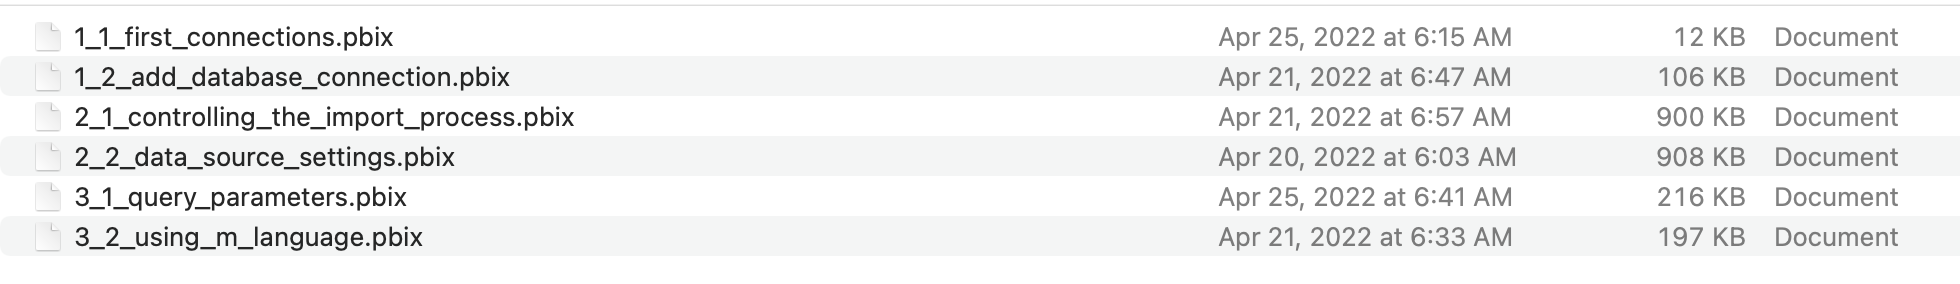 1_1_first_connections.pbix Apr 25, 2022 at 6:15 AM 12 KB Document
1_2_add_database_connection.pbix Apr 21, 2022 at 6:47 AM 106 KB Document
2_1_controlling_the_import_process.pbix Apr 21, 2022 at 6:57 AM 900 KB Document
2_2_data_source_settings.pbix Apr 20, 2022 at 6:03 AM 908 KB Document
3_1_query_parameters.pbix Apr 25, 2022 at 6:41 AM 216 KB Document
3_2_using_m_language.pbix Apr 21, 2022 at 6:33 AM 197 KB Document